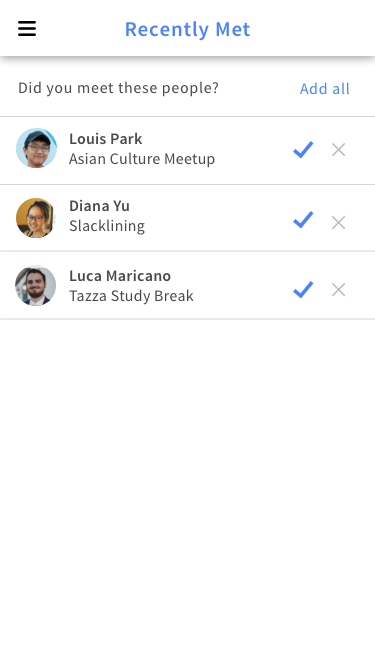 Recently Met
Did you meet these people?
Add all
Louis Park
Asian Culture Meetup
Diana Yu
Slacklining
Luca Maricano
Tazza Study Break